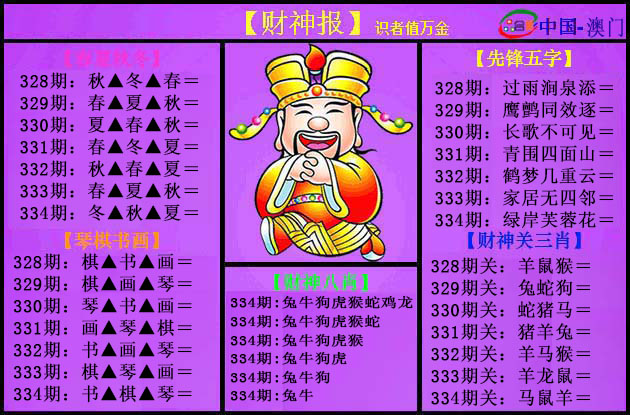 【财神报】识者值万金
中国-澳门
【春夏秋冬】
328期：秋▲冬▲春＝
329期：春▲夏▲秋＝
330期：夏▲春▲秋＝
331期：春▲冬▲夏＝
332期：秋▲春▲夏＝
333期：春▲夏▲秋＝
334期：冬▲秋▲夏＝
【琴棋书画】
328期：棋▲书▲画＝
329期：棋▲画▲琴＝
330期：琴▲书▲画＝
331期：画▲琴▲棋＝
332期：书▲画▲琴＝
333期：棋▲琴▲画＝
334期：书▲棋▲琴＝
【财神八肖】
334期:兔牛狗虎猴蛇鸡龙
334期:兔牛狗虎猴蛇
334期:兔牛狗虎猴
334期:兔牛狗虎
334期:兔牛狗
334期:兔牛
【先锋五字】
328期：过雨涧泉添＝
329期：鹰鹯同效逐＝
330期：长歌不可见＝
331期：青围四面山＝
332期：鹤梦几重云＝
333期：家居无四邻＝
334期：绿岸芙蓉花＝
【财神关三肖】
328期关：羊鼠猴＝
329期关：兔蛇狗＝
330期关：蛇猪马＝
331期关：猪羊兔＝
332期关：羊马猴＝
333期关：羊龙鼠＝
334期关：马鼠羊＝